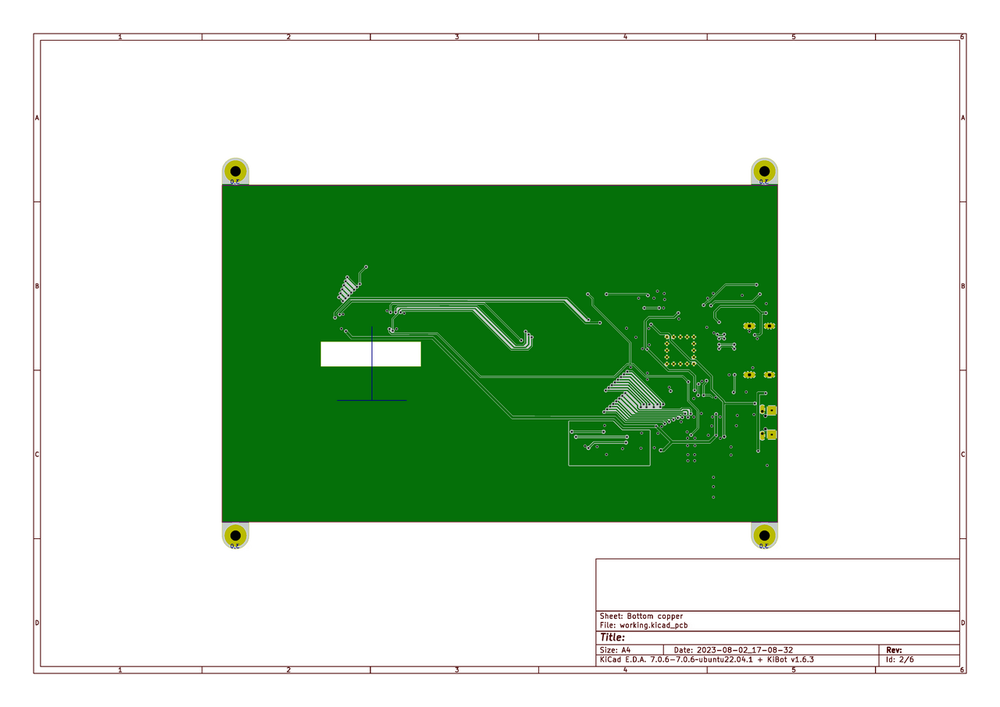 1 2 3 4 5 6
A A
B B
C C
D D
Sheet: Bottom copper
File: working.kicad_pcb
Title:
Size: A4 Date: 2023-08-02_17-08-32 Rev:
KiCad E.D.A. 7.0.6-7.0.6-ubuntu22.04.1 + KiBot v1.6.3 Id: 2/6
1 2 3 4 5 6